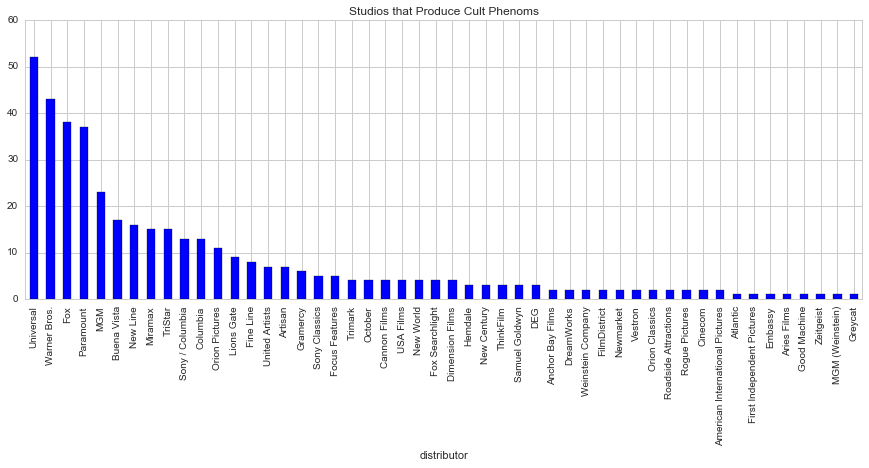 Studios that Produce Cult Phenoms
60
50
40
30
20
10
0
Universal
Warner Bros.
Fox
Paramount
MGM
Buena Vista
New Line
Miramax
TriStar
Sony / Columbia
Columbia
Orion Pictures
Lions Gate
Fine Line
United Artists
Artisan
Gramercy
Sony Classics
Focus Features
Trimark
October
Cannon Films
USA Films
New World
Fox Searchlight
Dimension Films
Hemdale
New Century
ThinkFilm
Samuel Goldwyn
DEG
Anchor Bay Films
DreamWorks
Weinstein Company
FilmDistrict
Newmarket
Vestron
Orion Classics
Roadside Attractions
Rogue Pictures
Cinecom
American International Pictures
Atlantic
First Independent Pictures
Embassy
Aries Films
Good Machine
Zeitgeist
MGM (Weinstein)
Greycat
distributor